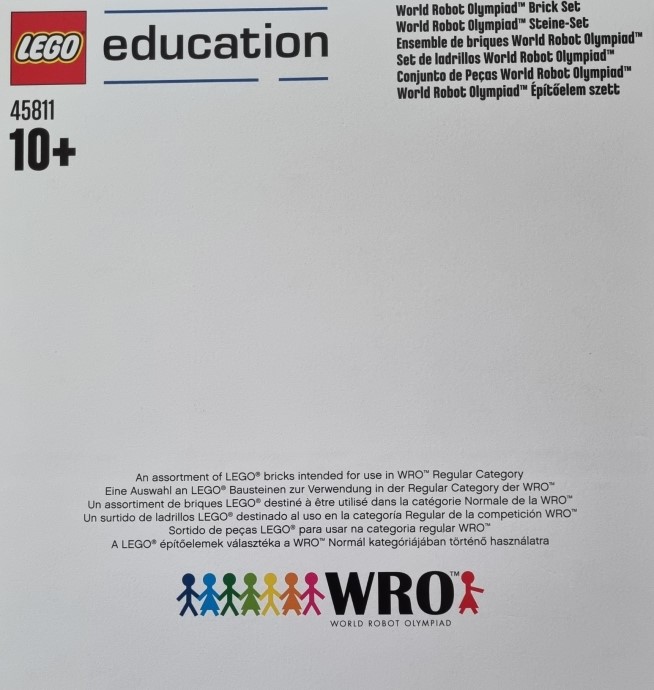 LEGO education
45811
10+
World Robot Olympiad™ Brick Set
World Robot Olympiad™ Steine-Set
Ensemble de briques World Robot Olympiad™
Set de ladrillos World Robot Olympiad™
Conjunto de Peças World Robot Olympiad™
World Robot Olympiad™ Építőelem szett
An assortment of LEGO® bricks intended for use in WRO™ Regular Category
Eine Auswahl an LEGO® Bausteinen zur Verwendung in der Regular Category der WRO™
Un assortiment de briques LEGO® destiné à être utilisé dans la catégorie Normale de la WRO™
Un surtido de ladrillos LEGO® destinado al uso en la categoría Regular de la competición WRO™
Sortido de peças LEGO® para usar na categoria regular WRO™
A LEGO® építőelemek választéka a WRO™ Normál kategóriájában történő használatra
WRO™
WORLD ROBOT OLYMPIAD